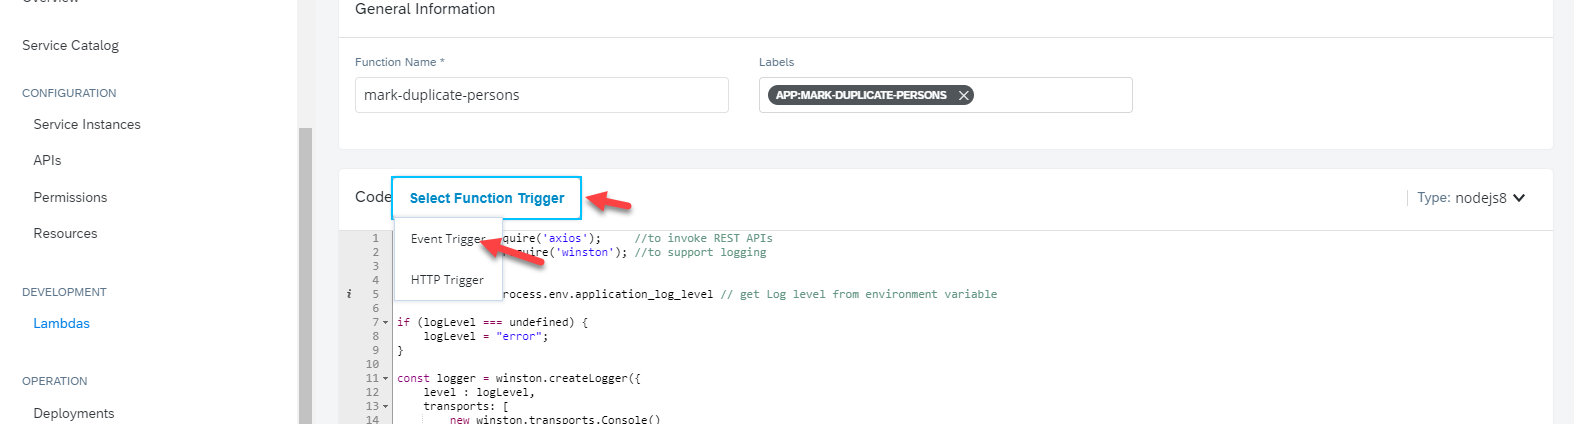 Overview
General Information
Service Catalog
Function Name *
Labels
CONFIGURATION
mark-duplicate-persons
APP:MARK-DUPLICATE-PERSONS
Service Instances
APIs
Permissions
Resources
Code
Select Function Trigger
Type: nodejs8
Event Trigger
HTTP Trigger
1 quire('axios'); //to invoke REST APIs
2 require('winston'); //to support logging
3
4
i 5 rocess.env.application_log_level // get Log level from environment variable
6
7 if (logLevel === undefined) {
8 logLevel = "error";
9 }
10
11 const logger = winston.createLogger({
12 level : logLevel,
13 transports: [
14 new winston.transports.Console()
DEVELOPMENT
Lambdas
OPERATION
Deployments